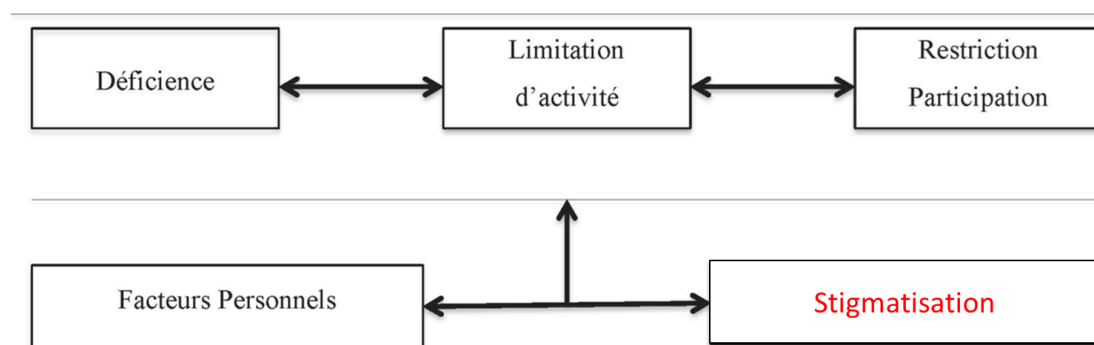 Déficience
Limitation
d’activité
Restriction
Participation
Facteurs Personnels
Stigmatisation